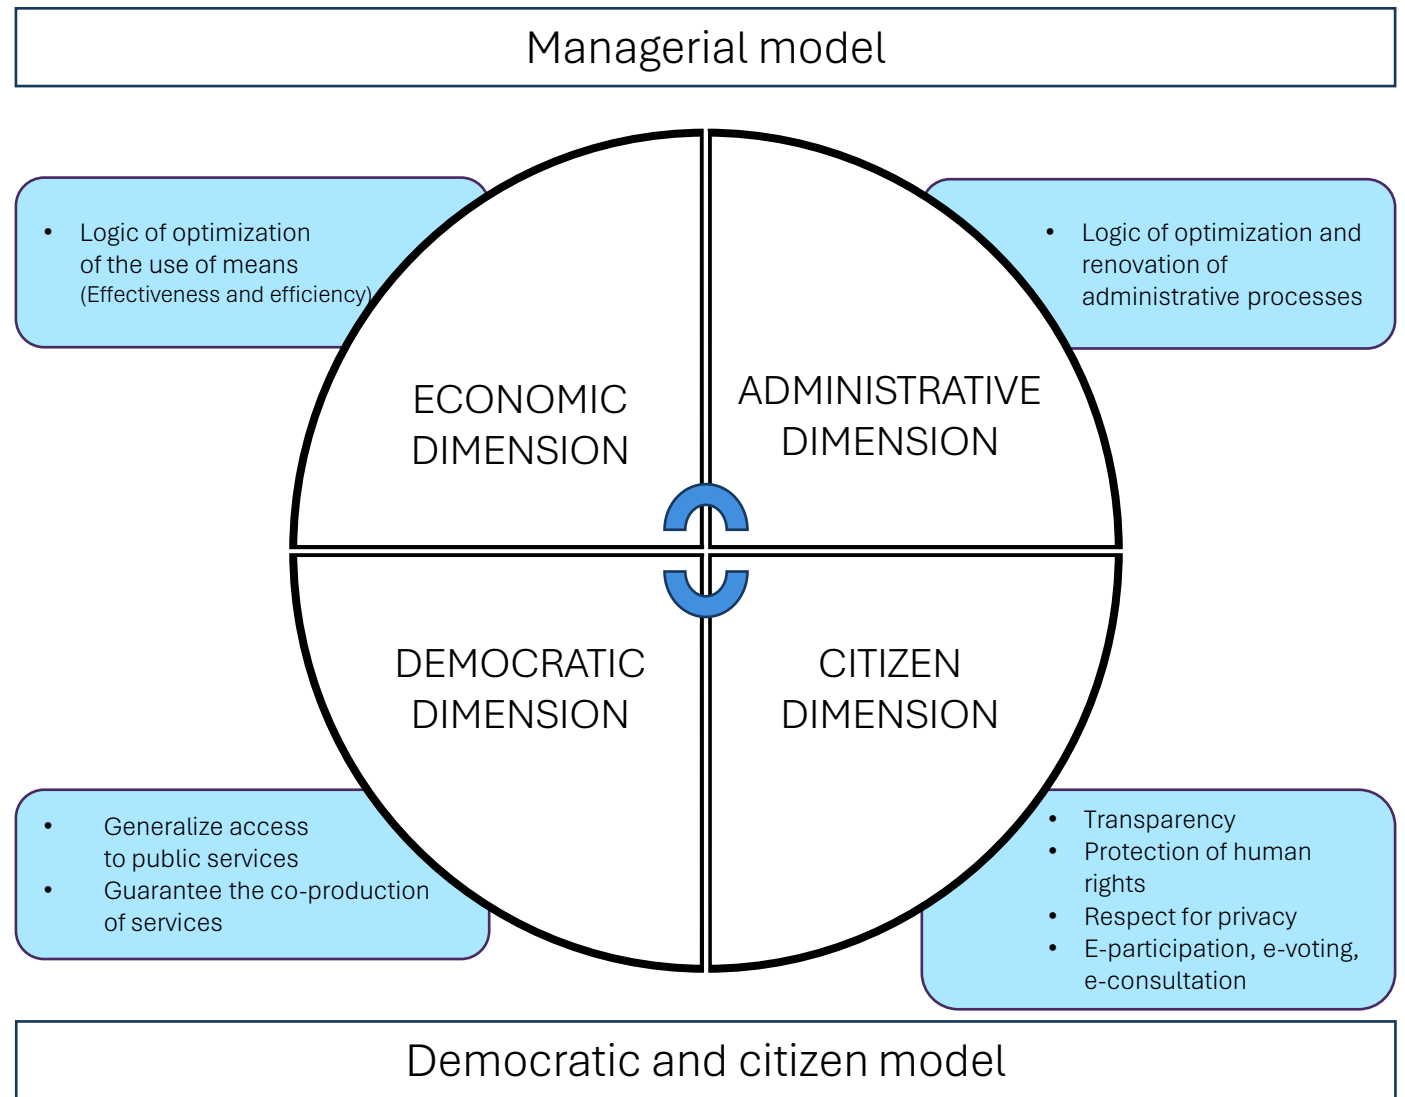 Managerial model
• Logic of optimization
of the use of means
(Effectiveness and efficiency)
• Logic of optimization and
renovation of
administrative processes
ECONOMIC
DIMENSION
ADMINISTRATIVE
DIMENSION
DEMOCRATIC
DIMENSION
CITIZEN
DIMENSION
• Generalize access
to public services
• Guarantee the co-production
of services
• Transparency
• Protection of human
rights
• Respect for privacy
• E-participation, e-voting,
e-consultation
Democratic and citizen model